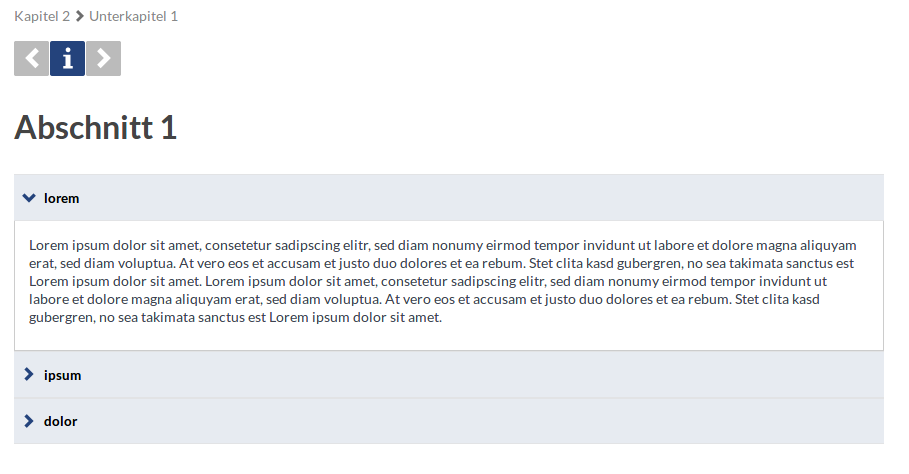 Kapitel 2 Unterkapitel 1
i
Abschnitt 1
lorem
Lorem ipsum dolor sit amet, consetetur sadipscing elitr, sed diam nonumy eirmod tempor invidunt ut labore et dolore magna aliquyam
erat, sed diam voluptua. At vero eos et accusam et justo duo dolores et ea rebum. Stet clita kasd gubergren, no sea takimata sanctus est
Lorem ipsum dolor sit amet. Lorem ipsum dolor sit amet, consetetur sadipscing elitr, sed diam nonumy eirmod tempor invidunt ut
labore et dolore magna aliquyam erat, sed diam voluptua. At vero eos et accusam et justo duo dolores et ea rebum. Stet clita kasd
gubergren, no sea takimata sanctus est Lorem ipsum dolor sit amet.
ipsum
dolor